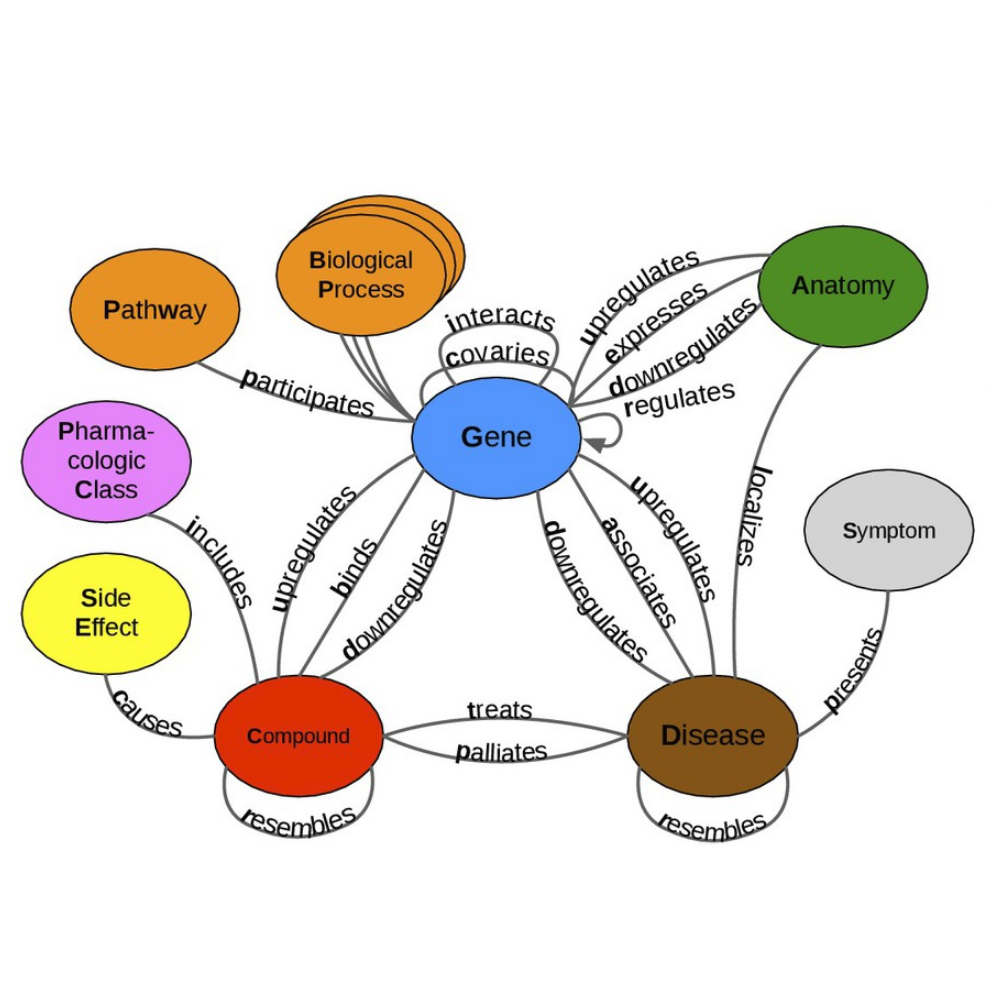 Biological
Process
Pathway
Anatomy
upregulates
expresses
downregulates
interacts
covaries
regulates
participates
Gene
Pharma-
cologic
Class
includes
upregulates
binds
downregulates
downregulates
associates
upregulates
localizes
Symptom
Side
Effect
causes
presents
Compound
treats
palliates
Disease
resembles
resembles